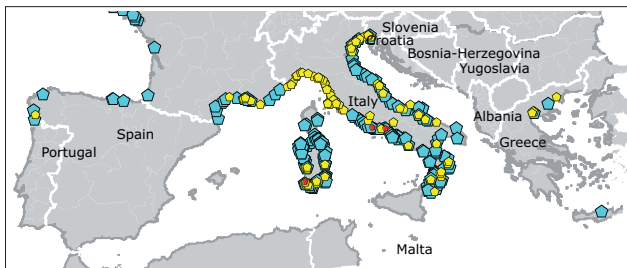 Slovenia
Croatia
Bosnia-Herzegovina
Yugoslavia
Italy
Albania
Spain
Greece
Portugal
Malta